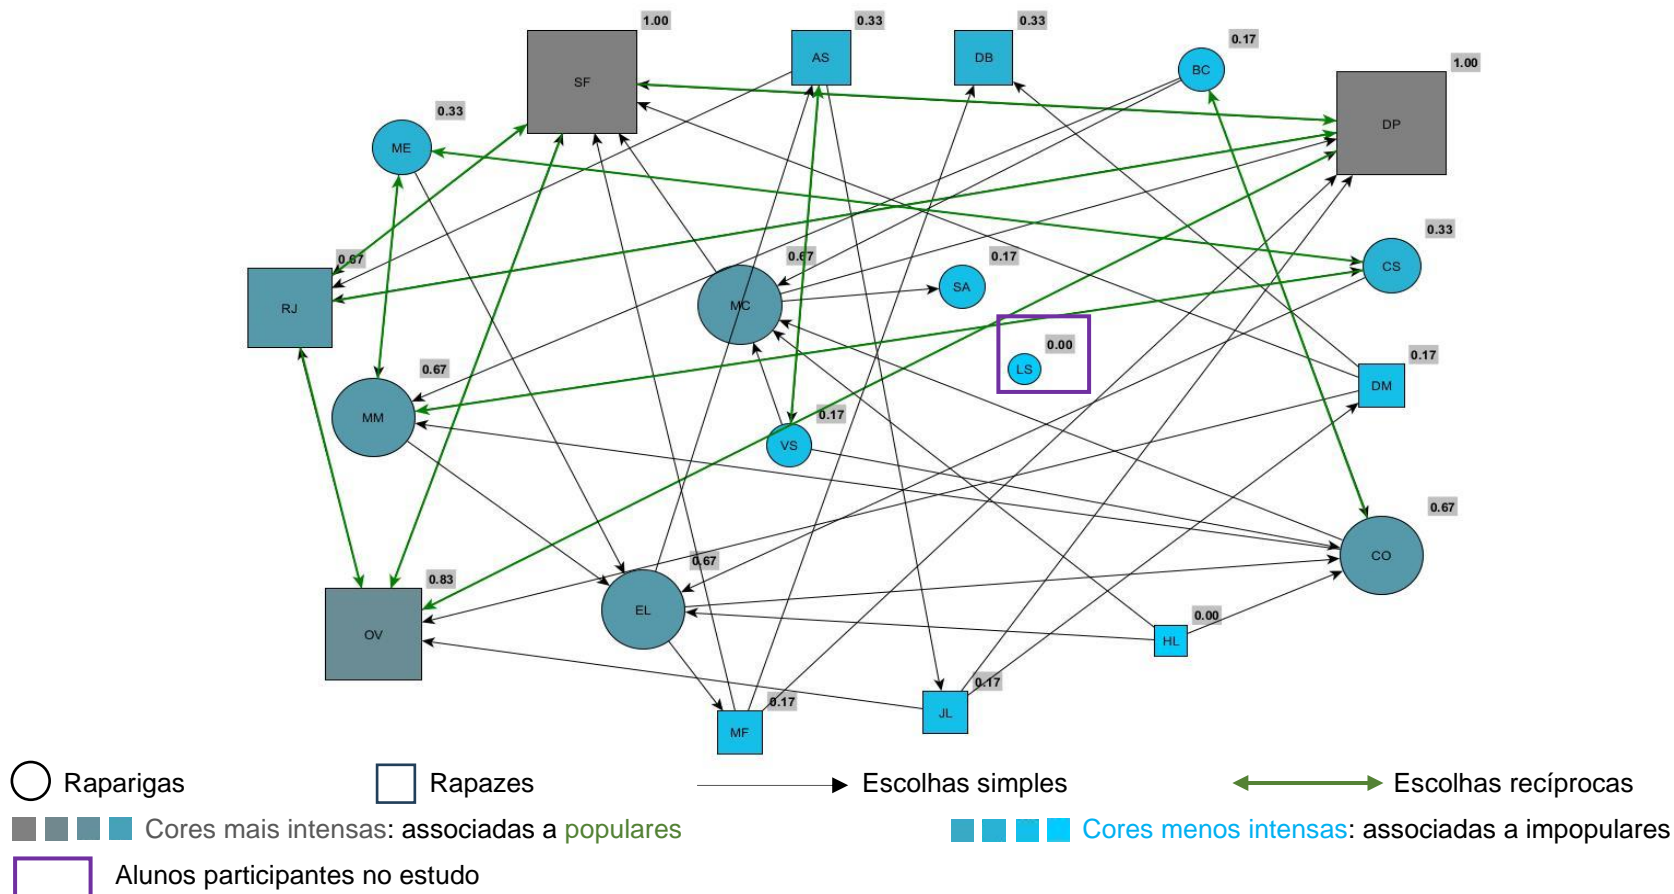 1.00
SF
0.33
AS
0.33
DB
0.17
BC
1.00
DP
0.33
ME
0.33
CS
0.67
RJ
0.67
MC
0.17
SA
0.00
LS
0.17
DM
0.67
MM
0.17
VS
0.67
CO
0.83
OV
0.67
EL
0.00
HL
0.17
MF
0.17
JL
Raparigas Rapazes Escolhas simples Escolhas recíprocas
Cores mais intensas: associadas a populares Cores menos intensas: associadas a impopulares
Alunos participantes no estudo